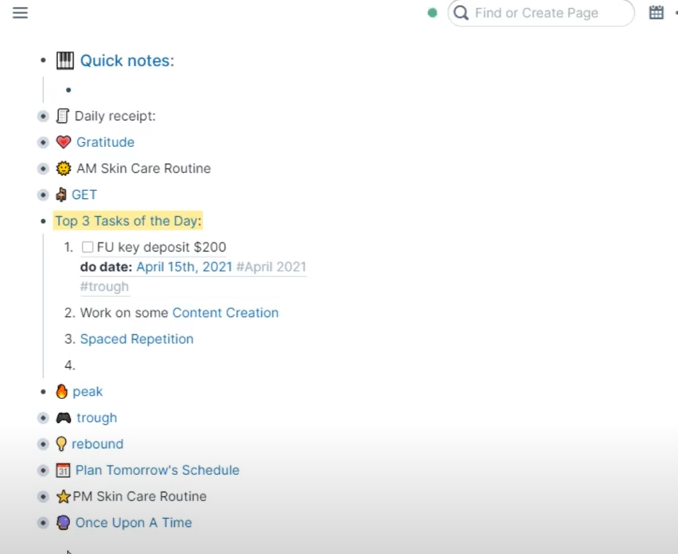 Find or Create Page
Quick notes:
Daily receipt:
Gratitude
AM Skin Care Routine
GET
Top 3 Tasks of the Day:
1. FU key deposit $200
do date: April 15th, 2021 #April 2021
#trough
2. Work on some Content Creation
3. Spaced Repetition
4.
peak
trough
rebound
Plan Tomorrow's Schedule
PM Skin Care Routine
Once Upon A Time